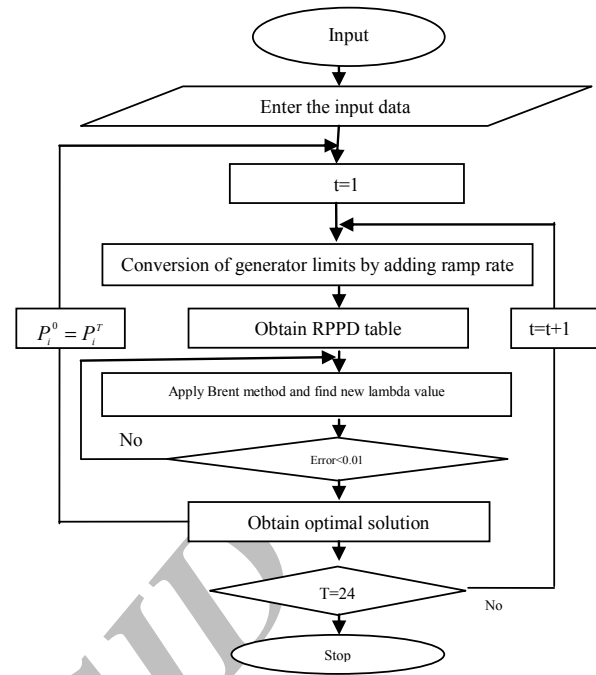 Input
Enter the input data
t=1
Conversion of generator limits by adding ramp rate
P_i^0 = P_i^T
Obtain RPPD table
t=t+1
Apply Brent method and find new lambda value
No
Error<0.01
Obtain optimal solution
T=24
No
Stop